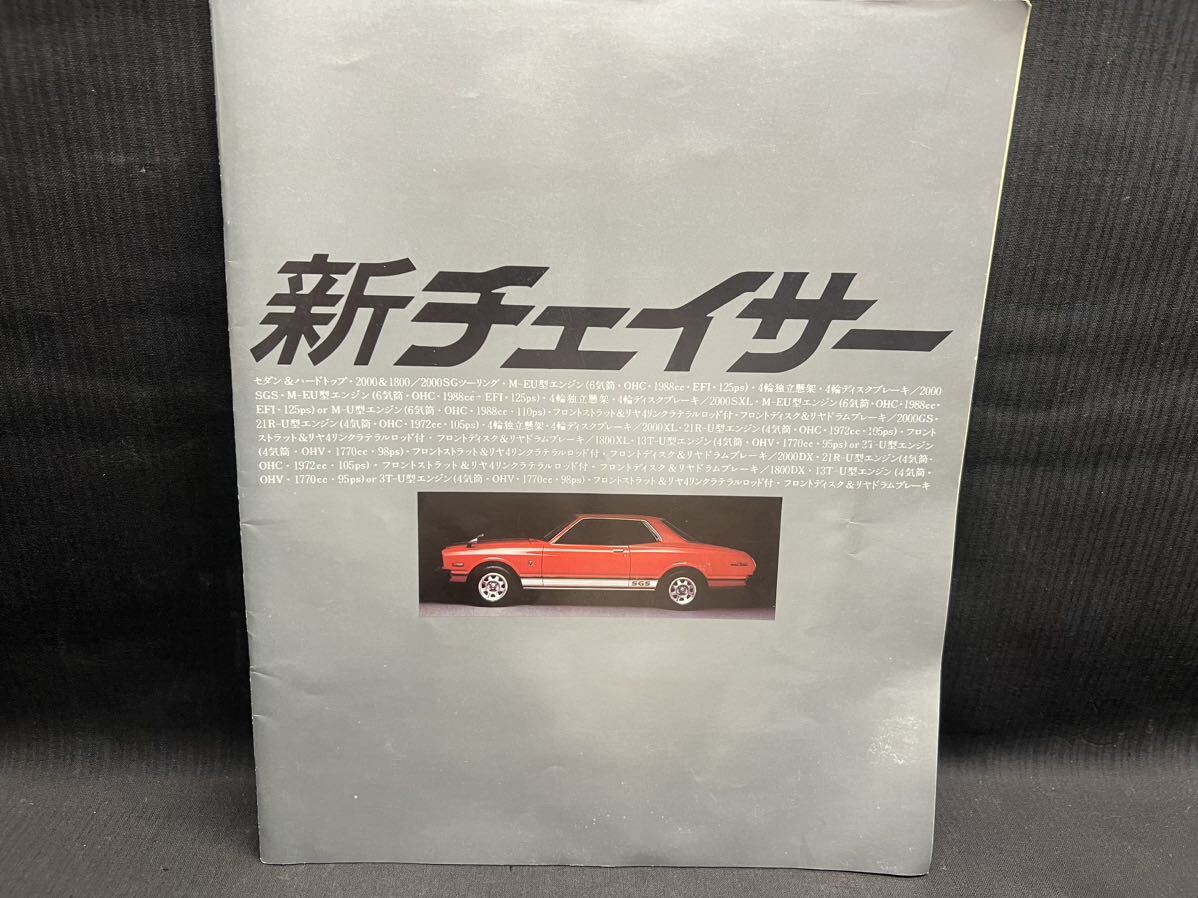 新チェイサー
セダン&ハードトップ・2000&1800/2000SGツーリング・M-EU型エンジン(6気筒・OHC・1988cc・EFI・125ps)・4輪独立懸架・4輪ディスクブレーキ/2000
SGS・M-EU型エンジン(6気筒・OHC・1988cc・EFI・125ps)・4輪独立懸架・4輪ディスクブレーキ/2000SXL・M-EU型エンジン(6気筒・OHC・1988cc・
EFI・125ps) or M-U型エンジン(6気筒・OHC・1988cc・110ps)・フロントストラット&リヤ4リンクラテラルロッド付・フロントディスク&リヤドラムブレーキ/2000GS・
21R-U型エンジン(4気筒・OHC・1972cc・105ps)・4輪独立懸架・4輪ディスクブレーキ/2000XL・21R-U型エンジン(4気筒・OHC・1972cc・105ps)・フロント
ストラット&リヤ4リンクラテラルロッド付・フロントディスク&リヤドラムブレーキ/1800XL・13T-U型エンジン(4気筒・OHV・1770cc・95ps) or 3T-U型エンジン
(4気筒・OHV・1770cc・98ps)・フロントストラット&リヤ4リンクラテラルロッド付・フロントディスク&リヤドラムブレーキ/2000DX・21R-U型エンジン(4気筒・
OHC・1972cc・105ps)・フロントストラット&リヤ4リンクラテラルロッド付・フロントディスク&リヤドラムブレーキ/1800DX・13T-U型エンジン(4気筒・
OHV・1770cc・95ps) or 3T-U型エンジン(4気筒・OHV・1770cc・98ps)・フロントストラット&リヤ4リンクラテラルロッド付・フロントディスク&リヤドラムブレーキ
SGS